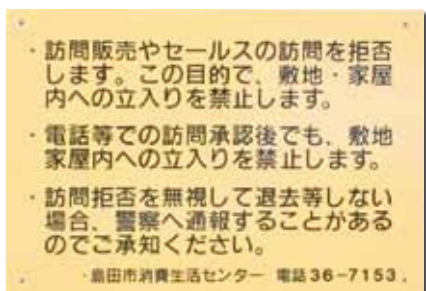 ・訪問販売やセールスの訪問を拒否
します。この目的で、敷地・家屋
内への立入りを禁止します。
・電話等での訪問承認後でも、敷地
家屋内への立入りを禁止します。
・訪問拒否を無視して退去等しない
場合、警察へ通報することがある
のでご承知ください。
・島田市消費生活センター 電話36-7153.